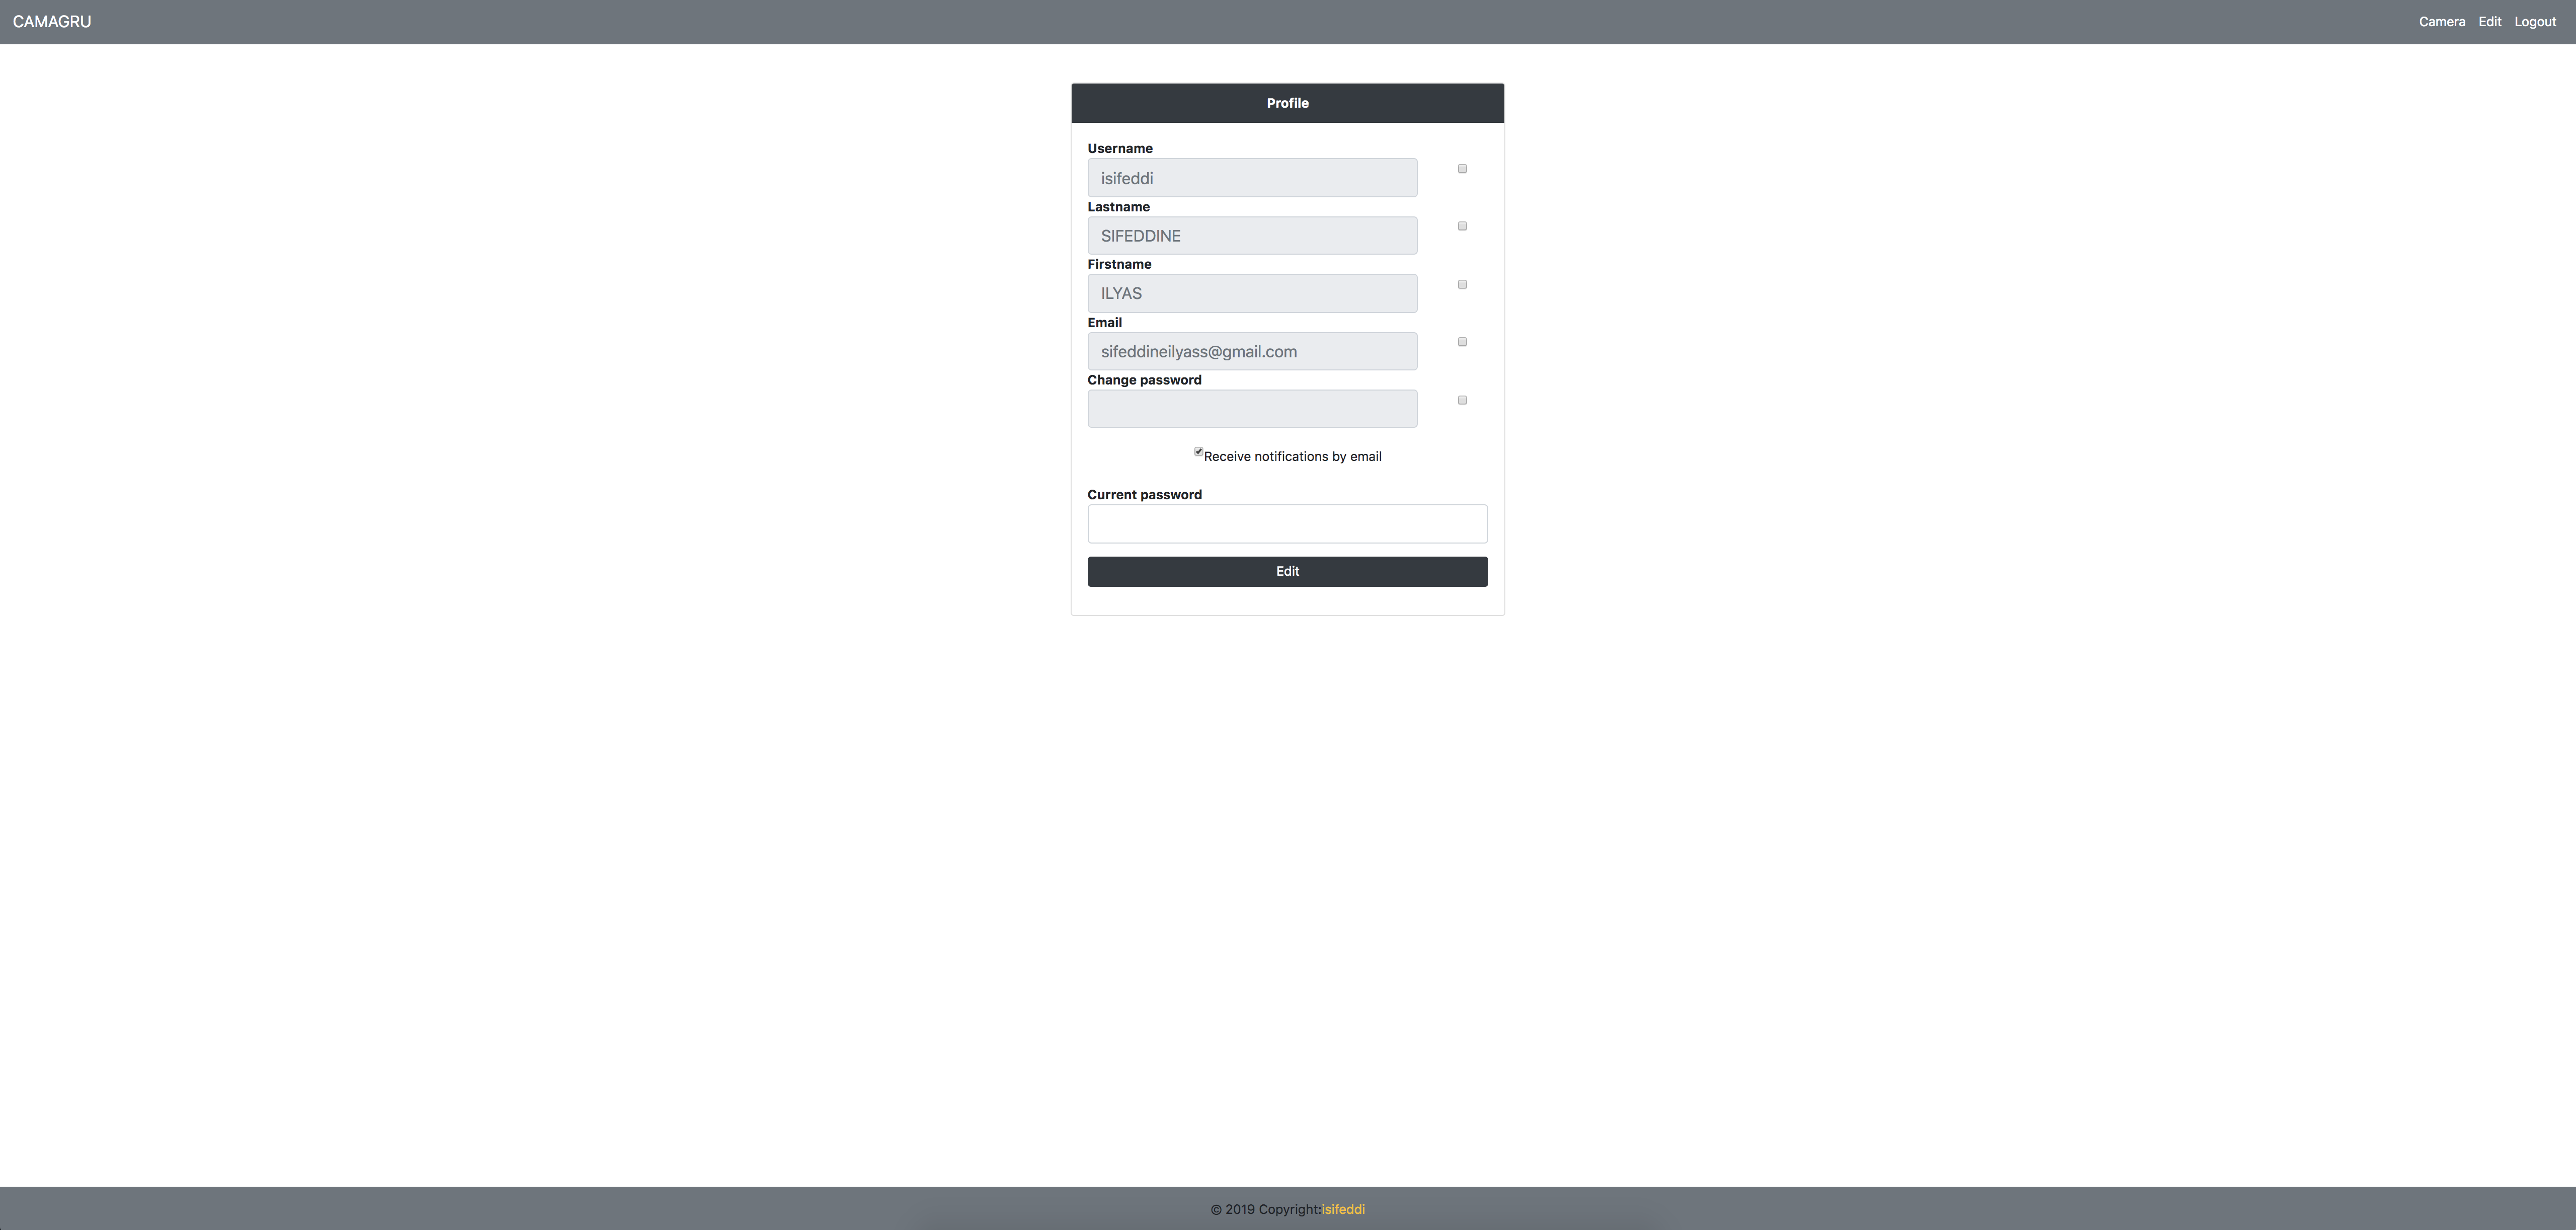 CAMAGRU
Camera Edit Logout
Profile
Username
isifeddi
Lastname
SIFEDDINE
Firstname
ILYAS
Email
sifeddineilyass@gmail.com
Change password
Receive notifications by email
Current password
Edit
© 2019 Copyright:isifeddi